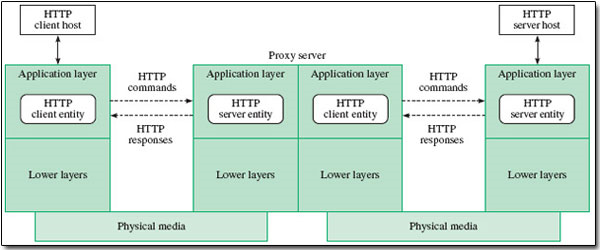 HTTP
client host
HTTP
server host
Proxy server
Application layer
HTTP
client entity
HTTP
commands
HTTP
responses
Application layer
HTTP
server entity
Application layer
HTTP
client entity
HTTP
commands
HTTP
responses
Application layer
HTTP
server entity
Lower layers
Lower layers
Lower layers
Lower layers
Physical media
Physical media